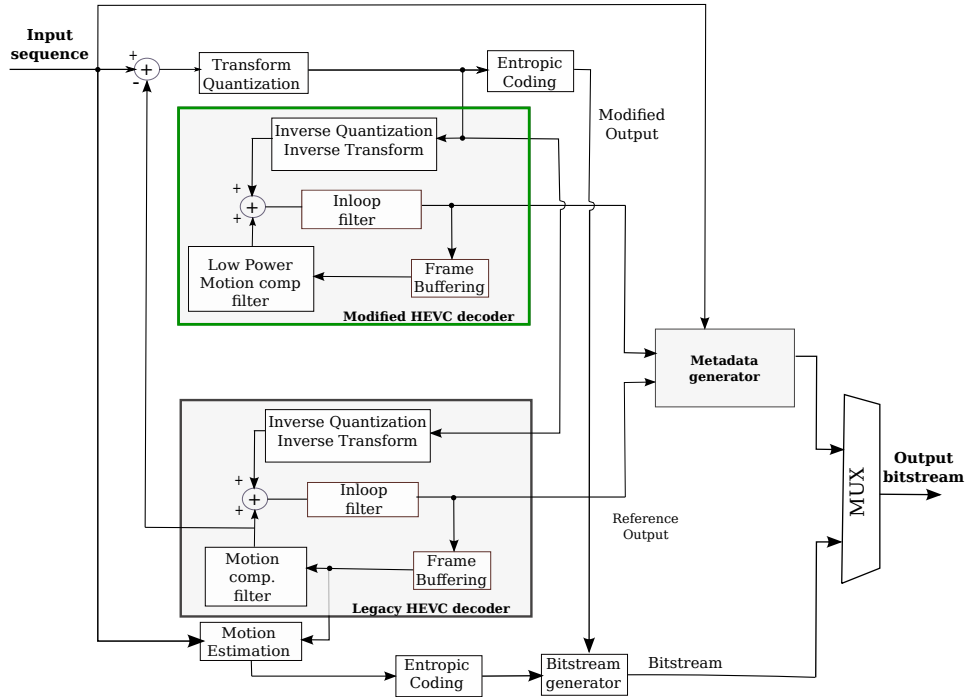 Input
sequence
+
+
-
Transform
Quantization
Entropic
Coding
Modified
Output
Inverse Quantization
Inverse Transform
+
+
+
Inloop
filter
Low Power
Motion comp
filter
Frame
Buffering
Modified HEVC decoder
Metadata
generator
Inverse Quantization
Inverse Transform
+
+
+
Inloop
filter
Reference
Output
Motion
comp.
filter
Frame
Buffering
Legacy HEVC decoder
MUX
Output
bitstream
Motion
Estimation
Entropic
Coding
Bitstream
generator
Bitstream